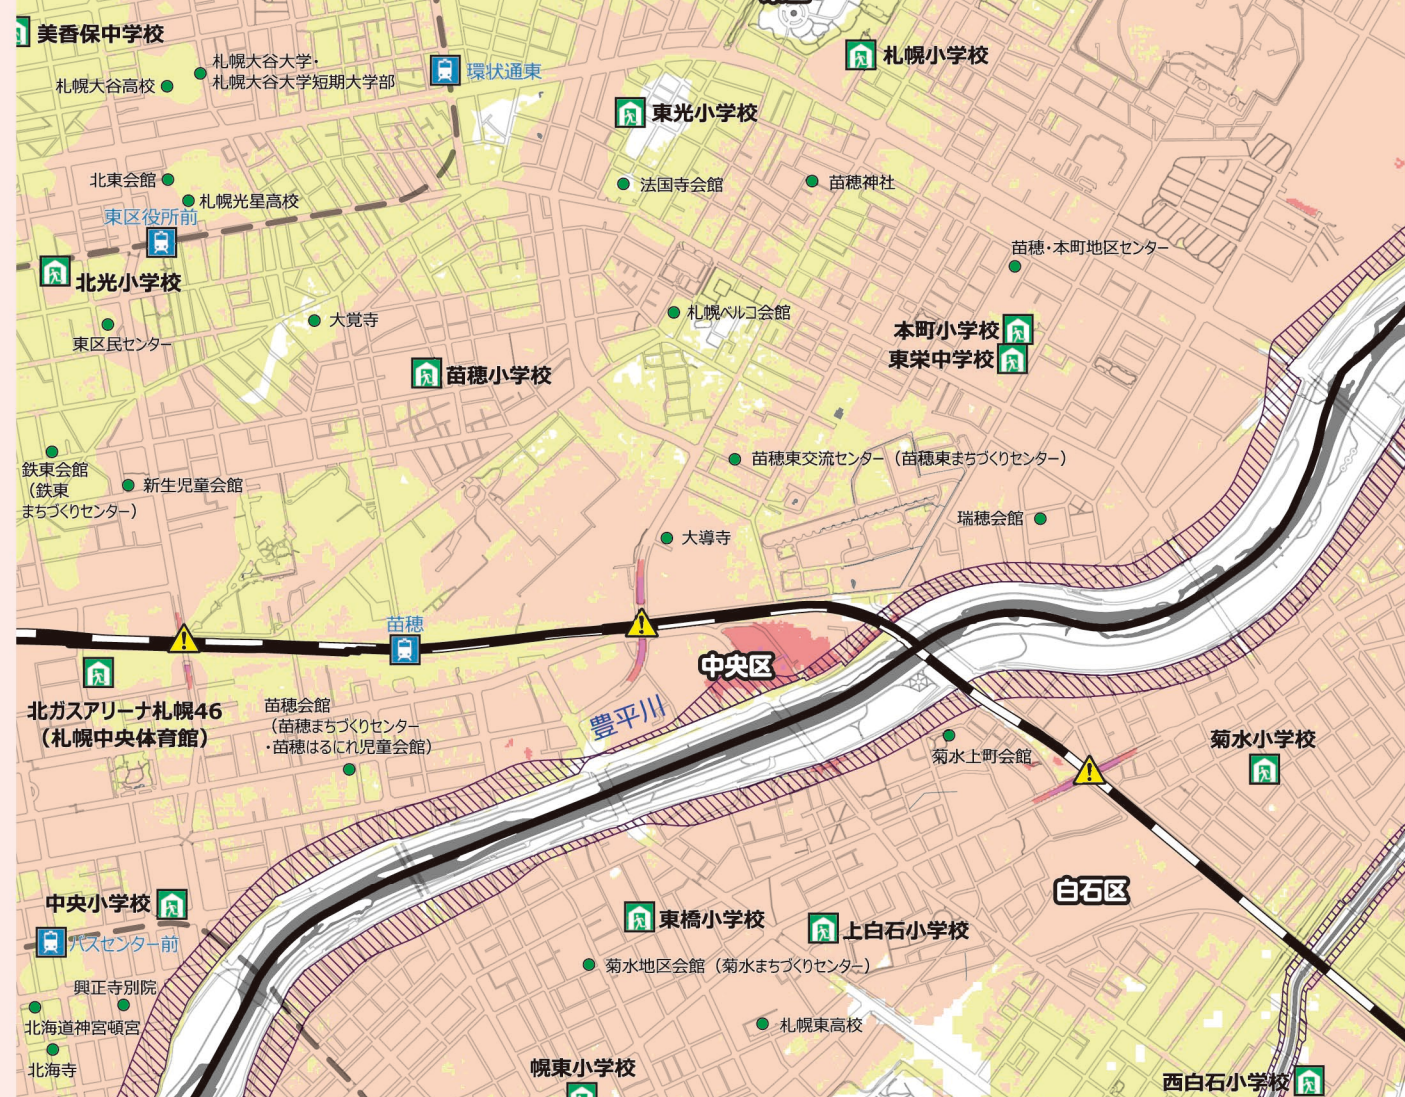 美香保中学校
札幌大谷大学・
札幌大谷大学短期大学部
札幌大谷高校
環状通東
札幌小学校
東光小学校
北東会館
札幌光星高校
東区役所前
法国寺会館
苗穂神社
苗穂・本町地区センター
北光小学校
大覚寺
札幌ベルコ会館
東区民センター
本町小学校
東栄中学校
苗穂小学校
鉄東会館
（鉄東
まちづくりセンター）
新生児童会館
苗穂東交流センター（苗穂東まちづくりセンター）
瑞穂会館
大導寺
苗穂
中央区
北ガスアリーナ札幌46
（札幌中央体育館）
苗穂会館
（苗穂まちづくりセンター
・苗穂はるにれ児童会館）
豊平川
菊水上町会館
菊水小学校
白石区
中央小学校
バスセンター前
東橋小学校
上白石小学校
菊水地区会館（菊水まちづくりセンター）
興正寺別院
北海道神宮頓宮
北海寺
札幌東高校
幌東小学校
西白石小学校